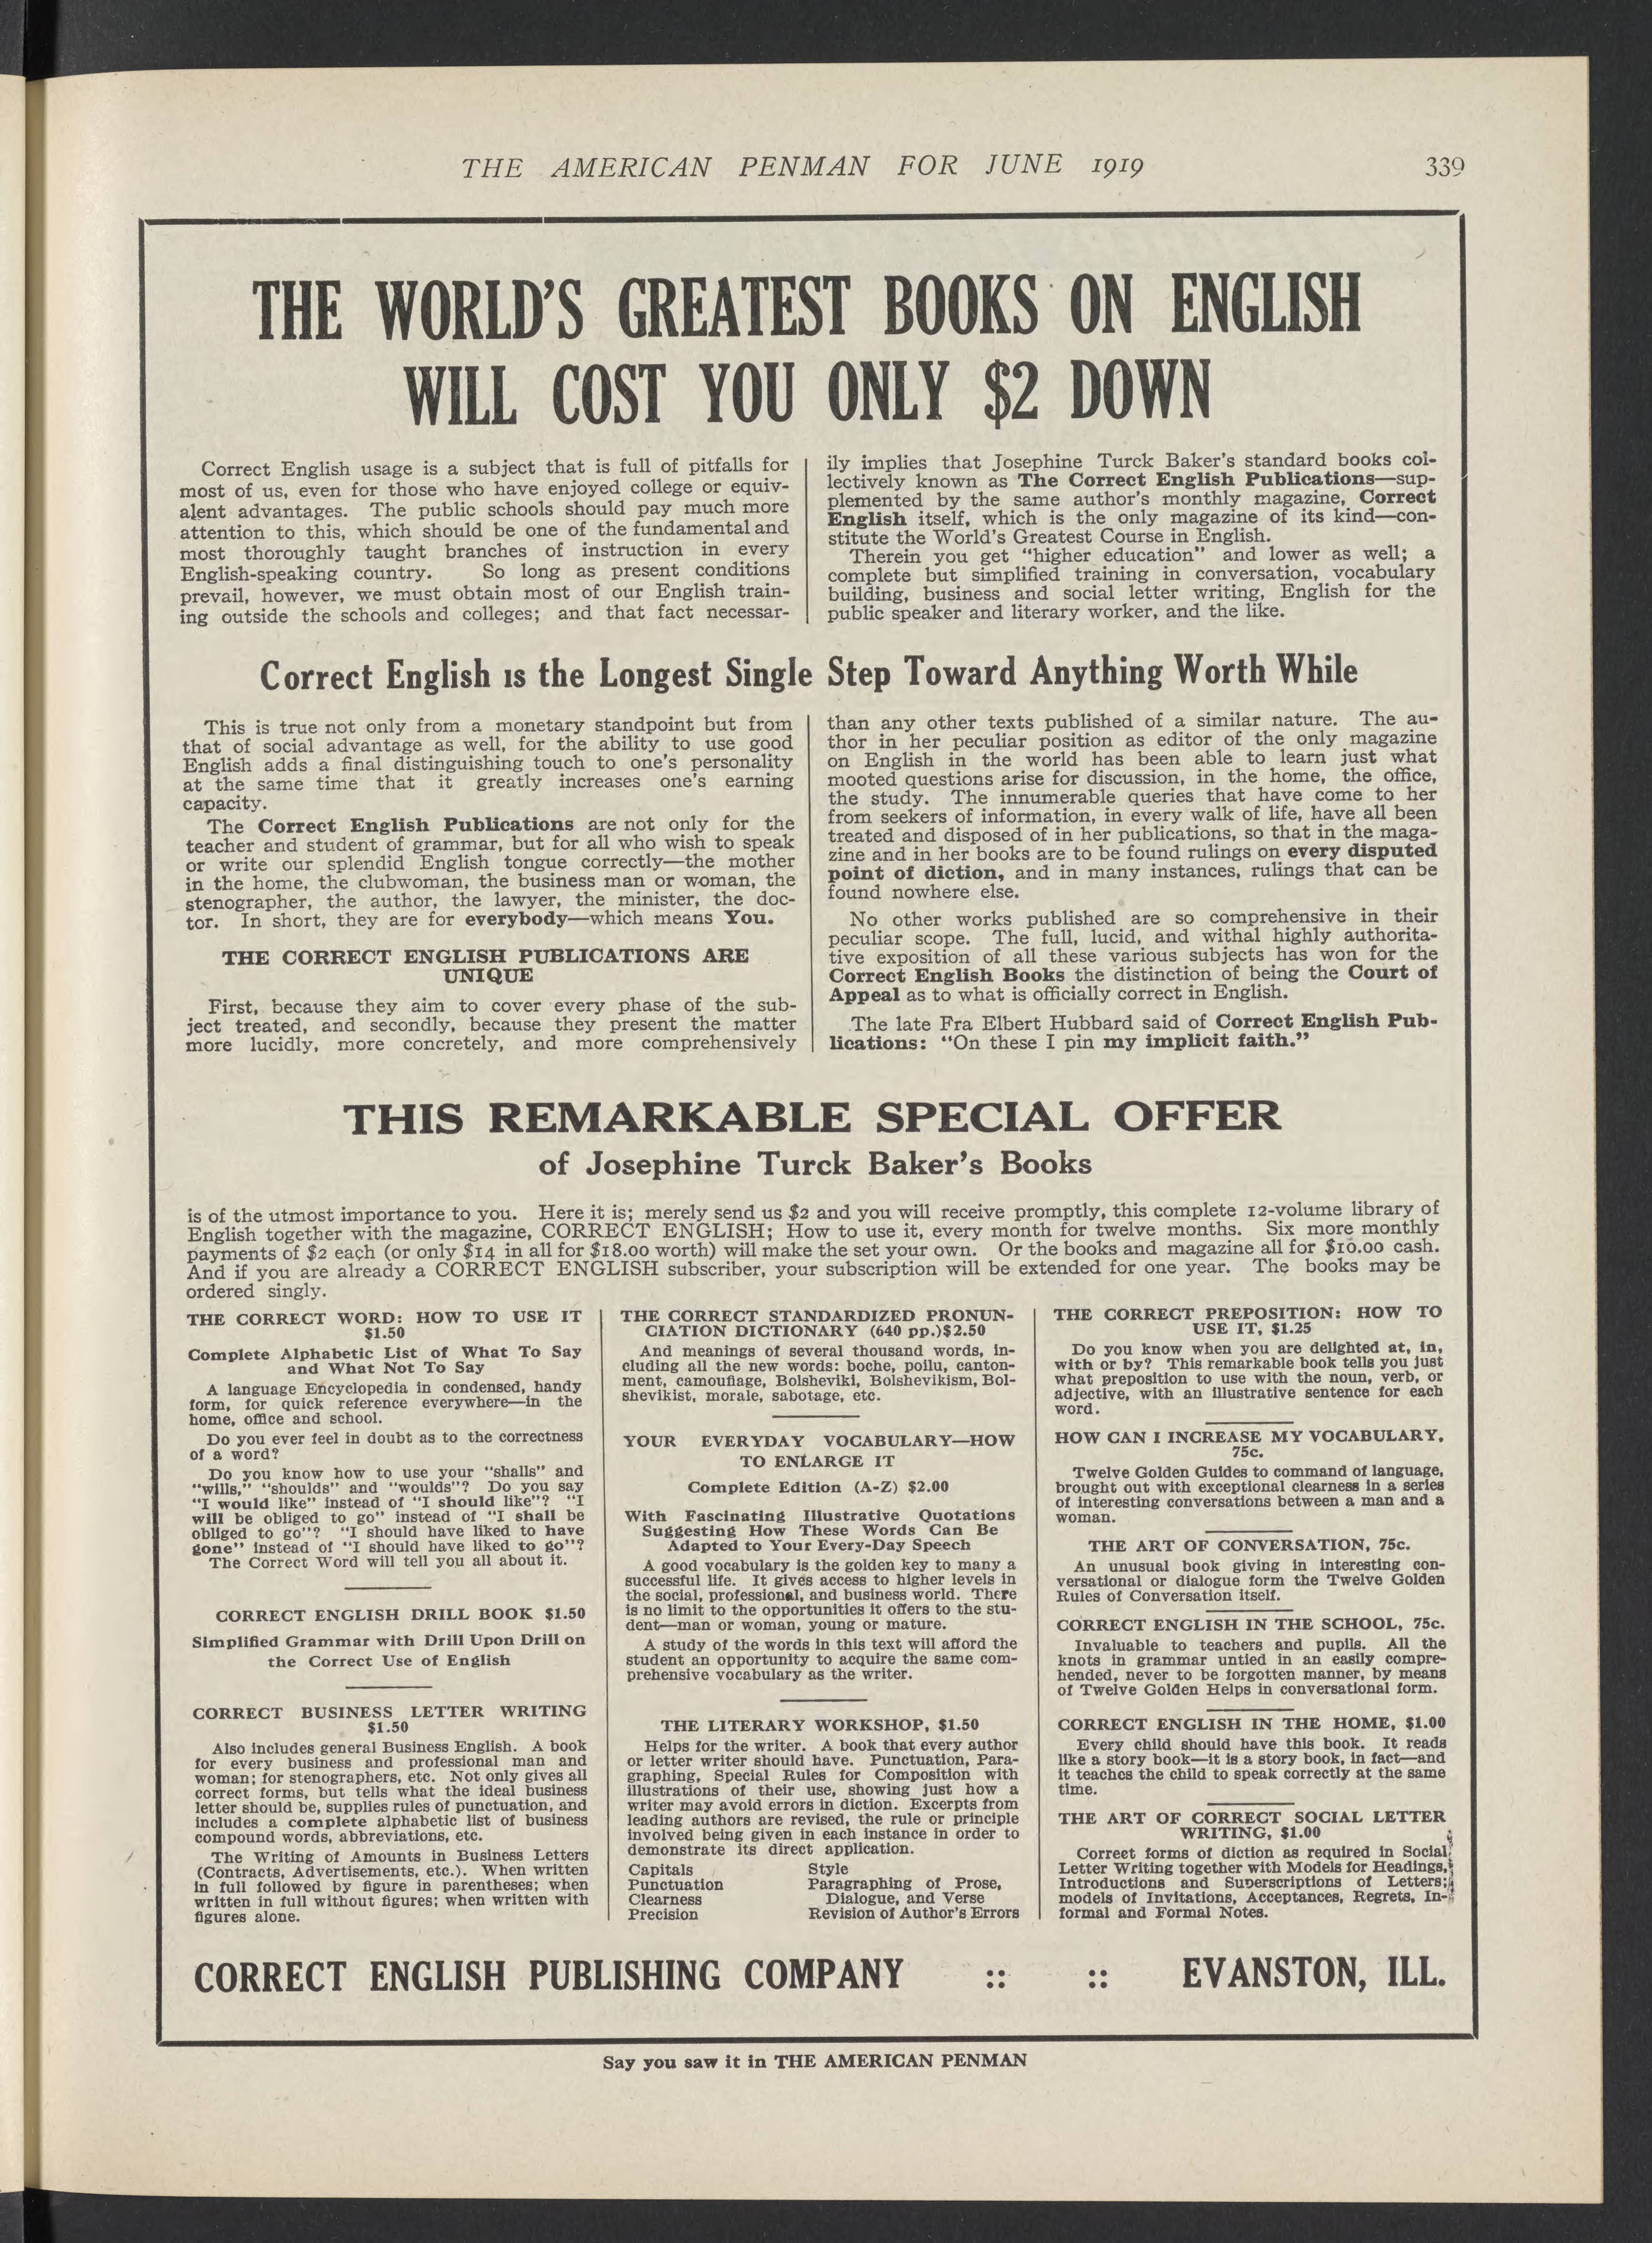 THE AMERICAN PENMAN FOR JUNE 1919 339
THE WORLD'S GREATEST BOOKS ON ENGLISH
WILL COST YOU ONLY $2 DOWN
Correct English usage is a subject that is full of pitfalls for
most of us, even for those who have enjoyed college or equiv-
alent advantages. The public schools should pay much more
attention to this, which should be one of the fundamental and
most thoroughly taught branches of instruction in every
English-speaking country. So long as present conditions
prevail, however, we must obtain most of our English train-
ing outside the schools and colleges; and that fact necessar-
ily implies that Josephine Turck Baker's standard books col-
lectively known as The Correct English Publications—sup-
plemented by the same author's monthly magazine, Correct
English itself, which is the only magazine of its kind—con-
stitute the World's Greatest Course in English.
Therein you get "higher education" and lower as well; a
complete but simplified training in conversation, vocabulary
building, business and social letter writing, English for the
public speaker and literary worker, and the like.
Correct English is the Longest Single Step Toward Anything Worth While
This is true not only from a monetary standpoint but from
that of social advantage as well, for the ability to use good
English adds a final distinguishing touch to one's personality
at the same time that it greatly increases one's earning
capacity.
The Correct English Publications are not only for the
teacher and student of grammar, but for all who wish to speak
or write our splendid English tongue correctly—the mother
in the home, the clubwoman, the business man or woman, the
stenographer, the author, the lawyer, the minister, the doc-
tor. In short, they are for everybody—which means You.
THE CORRECT ENGLISH PUBLICATIONS ARE
UNIQUE
First, because they aim to cover every phase of the sub-
ject treated, and secondly, because they present the matter
more lucidly, more concretely, and more comprehensively
than any other texts published of a similar nature. The au-
thor in her peculiar position as editor of the only magazine
on English in the world has been able to learn just what
mooted questions arise for discussion, in the home, the office,
the study. The innumerable queries that have come to her
from seekers of information, in every walk of life, have all been
treated and disposed of in her publications, so that in the maga-
zine and in her books are to be found rulings on every disputed
point of diction, and in many instances, rulings that can be
found nowhere else.
No other works published are so comprehensive in their
peculiar scope. The full, lucid, and withal highly authorita-
tive exposition of all these various subjects has won for the
Correct English Books the distinction of being the Court of
Appeal as to what is officially correct in English.
The late Fra Elbert Hubbard said of Correct English Pub-
lications: "On these I pin my implicit faith."
THIS REMARKABLE SPECIAL OFFER
of Josephine Turck Baker's Books
is of the utmost importance to you. Here it is; merely send us $2 and you will receive promptly, this complete 12-volume library of
English together with the magazine, CORRECT ENGLISH; How to use it, every month for twelve months. Six more monthly
payments of $2 each (or only $14 in all for $18.00 worth) will make the set your own. Or the books and magazine all for $10.00 cash.
And if you are already a CORRECT ENGLISH subscriber, your subscription will be extended for one year. The books may be
ordered singly.
THE CORRECT WORD: HOW TO USE IT
$1.50
Complete Alphabetic List of What To Say
and What Not To Say
A language Encyclopedia in condensed, handy
form, for quick reference everywhere—in the
home, office and school.
Do you ever feel in doubt as to the correctness
of a word?
Do you know how to use your "shalls" and
"wills," "shoulds" and "woulds"? Do you say
"I would like" instead of "I should like"? "I
will be obliged to go" instead of "I shall be
obliged to go"? "I should have liked to have
gone" instead of "I should have liked to go"?
The Correct Word will tell you all about it.
CORRECT ENGLISH DRILL BOOK $1.50
Simplified Grammar with Drill Upon Drill on
the Correct Use of English
CORRECT BUSINESS LETTER WRITING
$1.50
Also includes general Business English. A book
for every business and professional man and
woman; for stenographers, etc. Not only gives all
correct forms, but tells what the ideal business
letter should be, supplies rules of punctuation, and
includes a complete alphabetic list of business
compound words, abbreviations, etc.
The Writing of Amounts in Business Letters
(Contracts, Advertisements, etc.). When written
in full followed by figure in parentheses; when
written in full without figures; when written with
figures alone.
THE CORRECT STANDARDIZED PRONUN-
CIATION DICTIONARY (640 pp.)$2.50
And meanings of several thousand words, in-
cluding all the new words: boche, poilu, canton-
ment, camouflage, Bolsheviki, Bolshevikism, Bol-
shevikist, morale, sabotage, etc.
YOUR EVERYDAY VOCABULARY—HOW
TO ENLARGE IT
Complete Edition (A-Z) $2.00
With Fascinating Illustrative Quotations
Suggesting How These Words Can Be
Adapted to Your Every-Day Speech
A good vocabulary is the golden key to many a
successful life. It gives access to higher levels in
the social, professional, and business world. There
is no limit to the opportunities it offers to the stu-
dent—man or woman, young or mature.
A study of the words in this text will afford the
student an opportunity to acquire the same com-
prehensive vocabulary as the writer.
THE LITERARY WORKSHOP, $1.50
Helps for the writer. A book that every author
or letter writer should have. Punctuation, Para-
graphing, Special Rules for Composition with
illustrations of their use, showing just how a
writer may avoid errors in diction. Excerpts from
leading authors are revised, the rule or principle
involved being given in each instance in order to
demonstrate its direct application.
Capitals Style
Punctuation Paragraphing of Prose,
Clearness Dialogue, and Verse
Precision Revision of Author's Errors
THE CORRECT PREPOSITION: HOW TO
USE IT, $1.25
Do you know when you are delighted at, in,
with or by? This remarkable book tells you just
what preposition to use with the noun, verb, or
adjective, with an illustrative sentence for each
word.
HOW CAN I INCREASE MY VOCABULARY,
75c.
Twelve Golden Guides to command of language,
brought out with exceptional clearness in a series
of interesting conversations between a man and a
woman.
THE ART OF CONVERSATION, 75c.
An unusual book giving in interesting con-
versational or dialogue form the Twelve Golden
Rules of Conversation itself.
CORRECT ENGLISH IN THE SCHOOL, 75c.
Invaluable to teachers and pupils. All the
knots in grammar untied in an easily compre-
hended, never to be forgotten manner, by means
of Twelve Golden Helps in conversational form.
CORRECT ENGLISH IN THE HOME, $1.00
Every child should have this book. It reads
like a story book—it is a story book, in fact—and
it teaches the child to speak correctly at the same
time.
THE ART OF CORRECT SOCIAL LETTER
WRITING, $1.00
Correct forms of diction as required in Social
Letter Writing together with Models for Headings,
Introductions and Superscriptions of Letters;
models of Invitations, Acceptances, Regrets, In-
formal and Formal Notes.
CORRECT ENGLISH PUBLISHING COMPANY :: :: EVANSTON, ILL.
Say you saw it in THE AMERICAN PENMAN